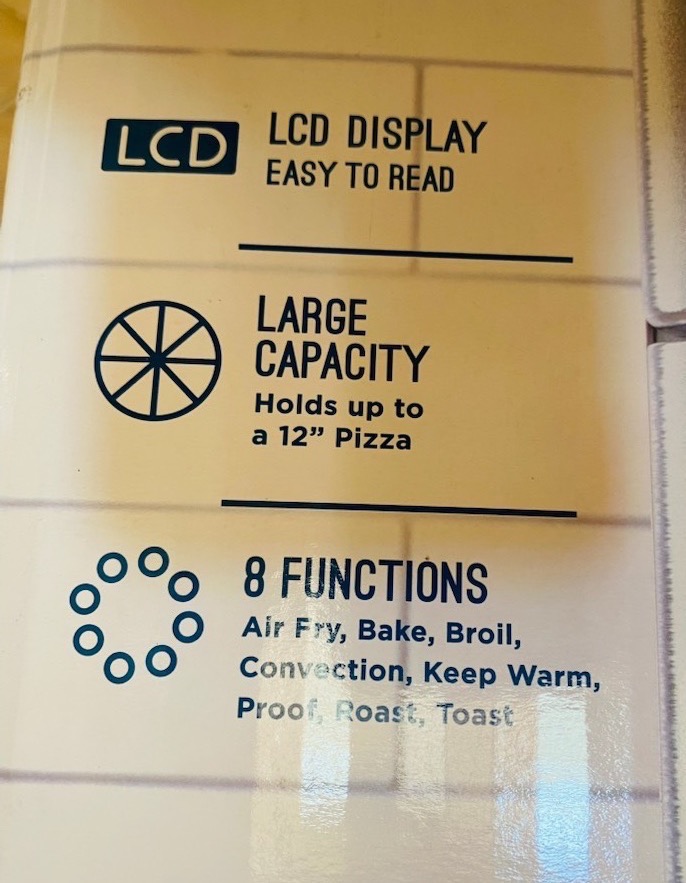 LCD
LCD DISPLAY
EASY TO READ
LARGE
CAPACITY
Holds up to
a 12” Pizza
8 FUNCTIONS
Air Fry, Bake, Broil,
Convection, Keep Warm,
Proof, Roast, Toast